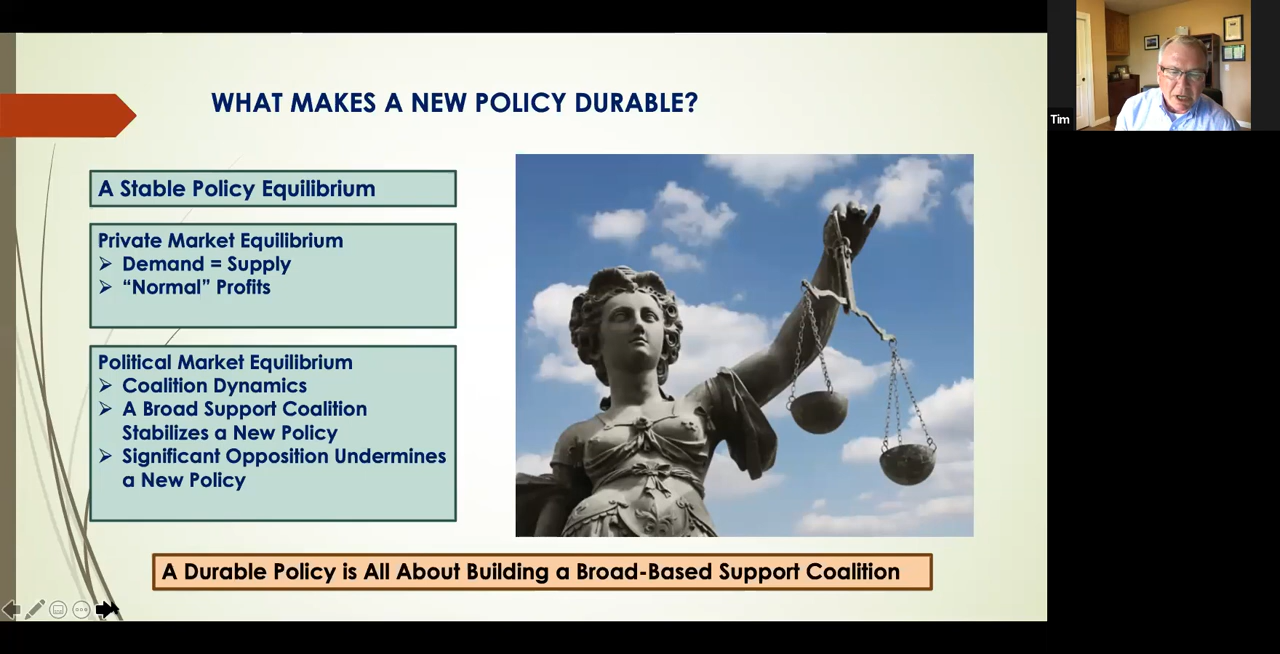 WHAT MAKES A NEW POLICY DURABLE?
A Stable Policy Equilibrium
Private Market Equilibrium
➢ Demand = Supply
➢ “Normal” Profits
Political Market Equilibrium
➢ Coalition Dynamics
➢ A Broad Support Coalition
Stabilizes a New Policy
➢ Significant Opposition Undermines
a New Policy
A Durable Policy is All About Building a Broad-Based Support Coalition
Tim